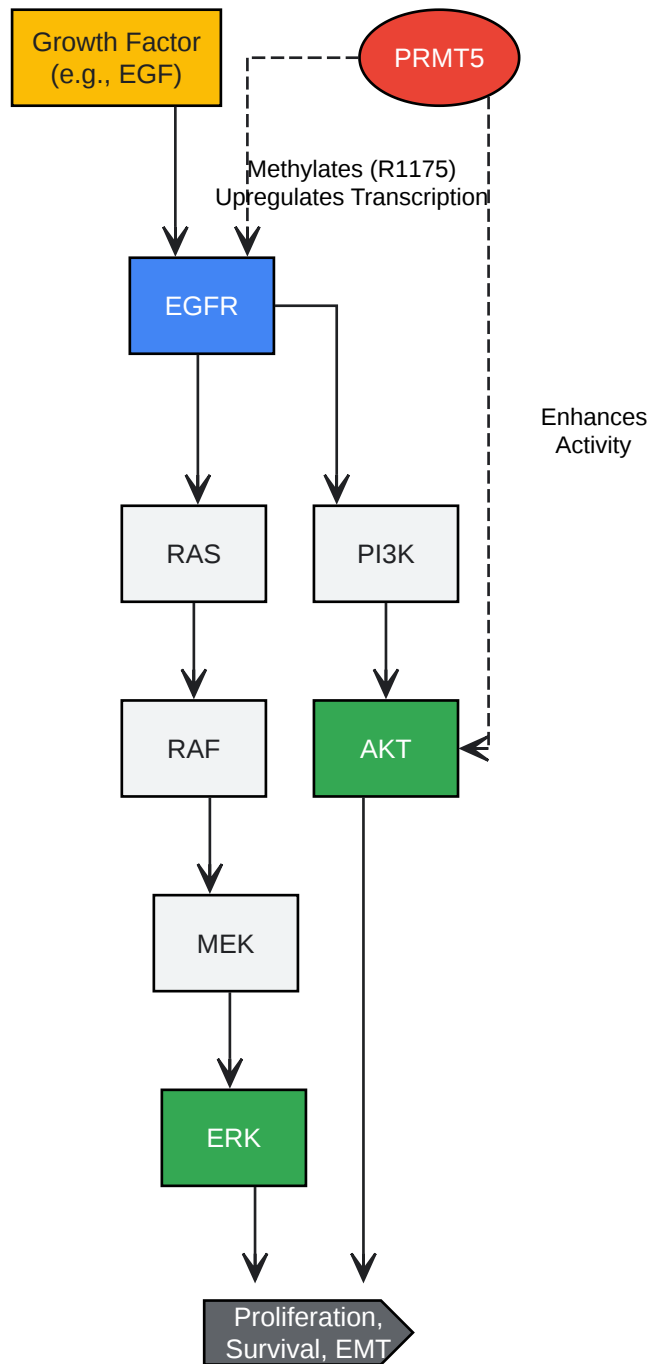 Growth Factor
(e.g., EGF)
PRMT5
Methylates (R1175)
Upregulates Transcription
EGFR
Enhances
Activity
RAS
PI3K
RAF
AKT
MEK
ERK
Proliferation,
Survival, EMT